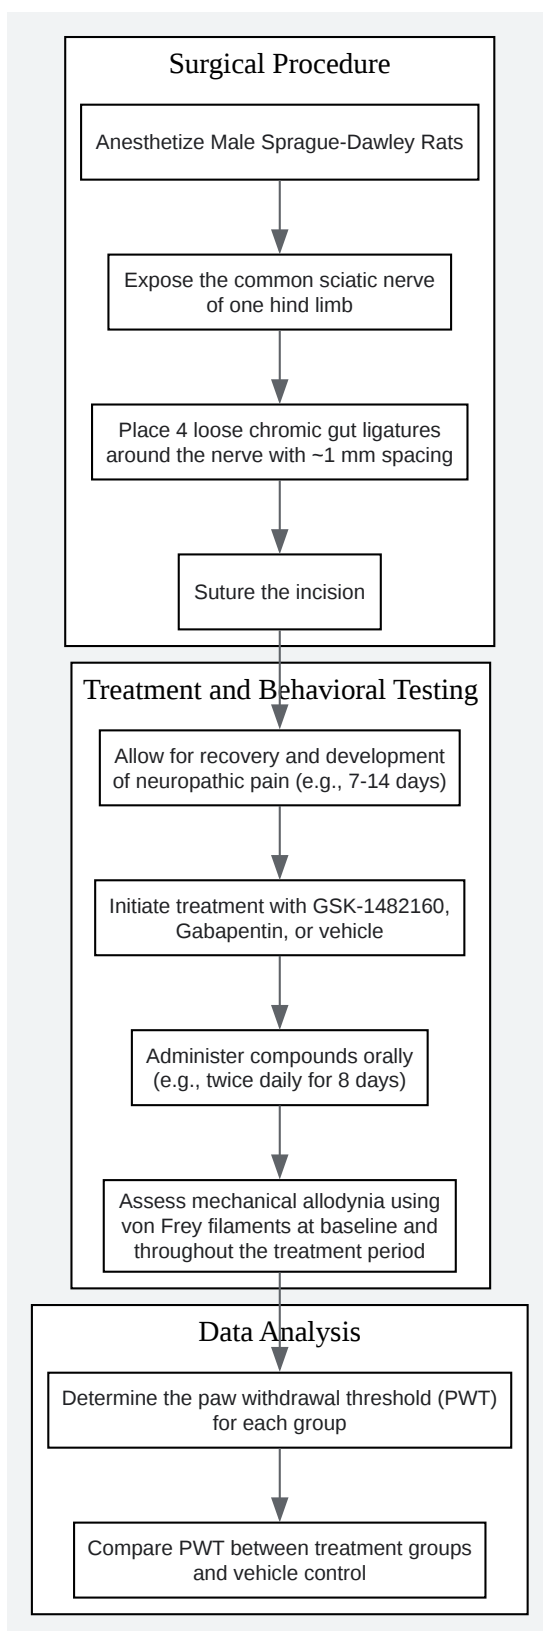 Surgical Procedure
Anesthetize Male Sprague-Dawley Rats
Expose the common sciatic nerve
of one hind limb
Place 4 loose chromic gut ligatures
around the nerve with ~1 mm spacing
Suture the incision
Treatment and Behavioral Testing
Allow for recovery and development
of neuropathic pain (e.g., 7-14 days)
Initiate treatment with GSK-1482160,
Gabapentin, or vehicle
Administer compounds orally
(e.g., twice daily for 8 days)
Assess mechanical allodynia using
von Frey filaments at baseline and
throughout the treatment period
Data Analysis
Determine the paw withdrawal threshold (PWT)
for each group
Compare PWT between treatment groups
and vehicle control